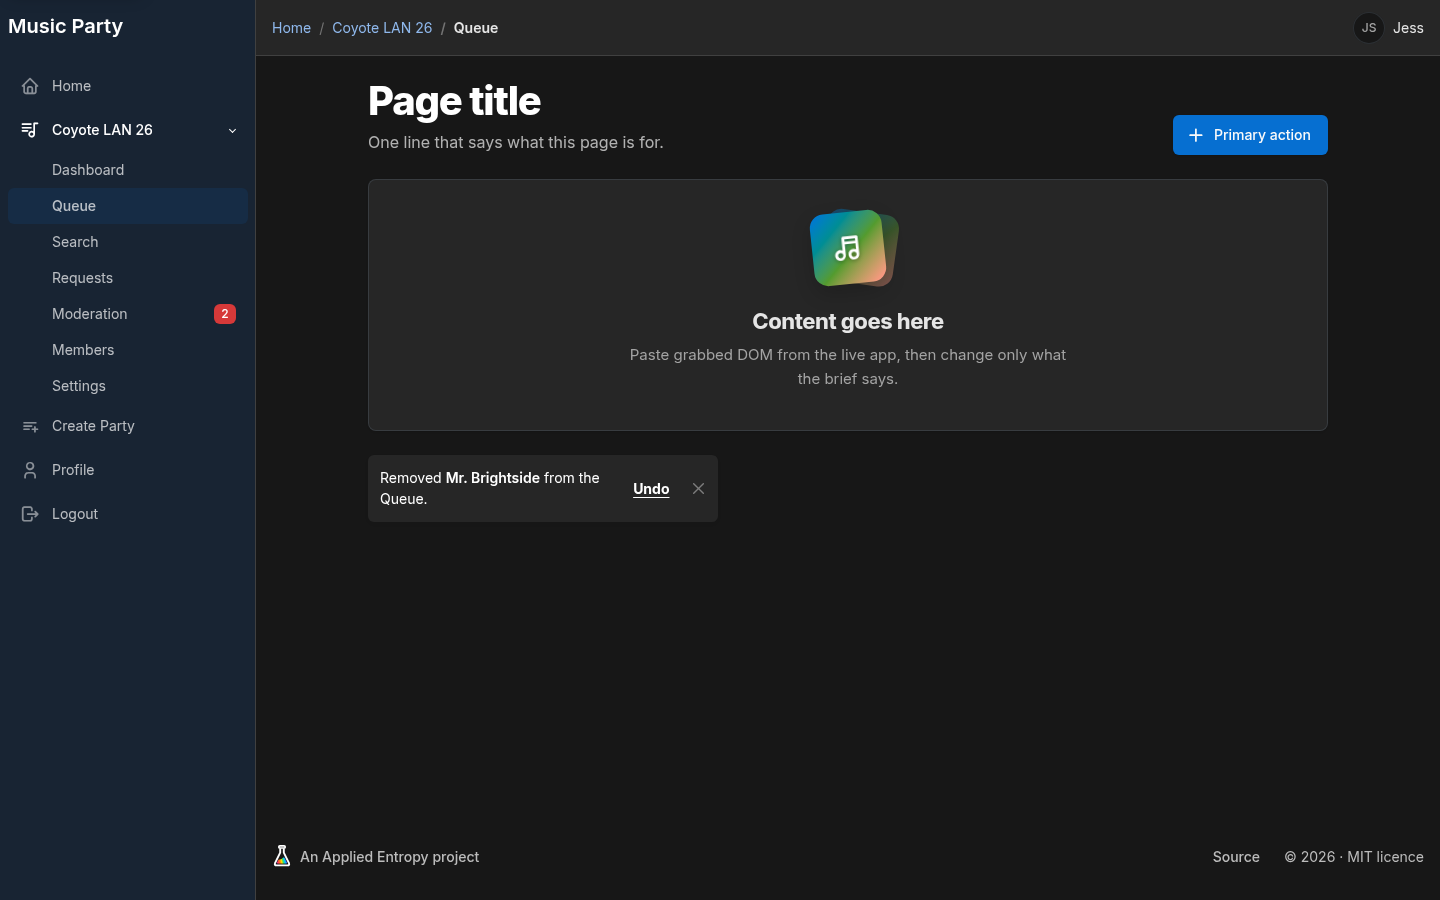 Music Party
Home / Coyote LAN 26 / Queue
JS Jess
Home
Coyote LAN 26
Dashboard
Queue
Search
Requests
Moderation 2
Members
Settings
Create Party
Profile
Logout
Page title
One line that says what this page is for.
Primary action
Content goes here
Paste grabbed DOM from the live app, then change only what
the brief says.
Removed Mr. Brightside from the
Queue.
Undo
An Applied Entropy project
Source © 2026 · MIT licence